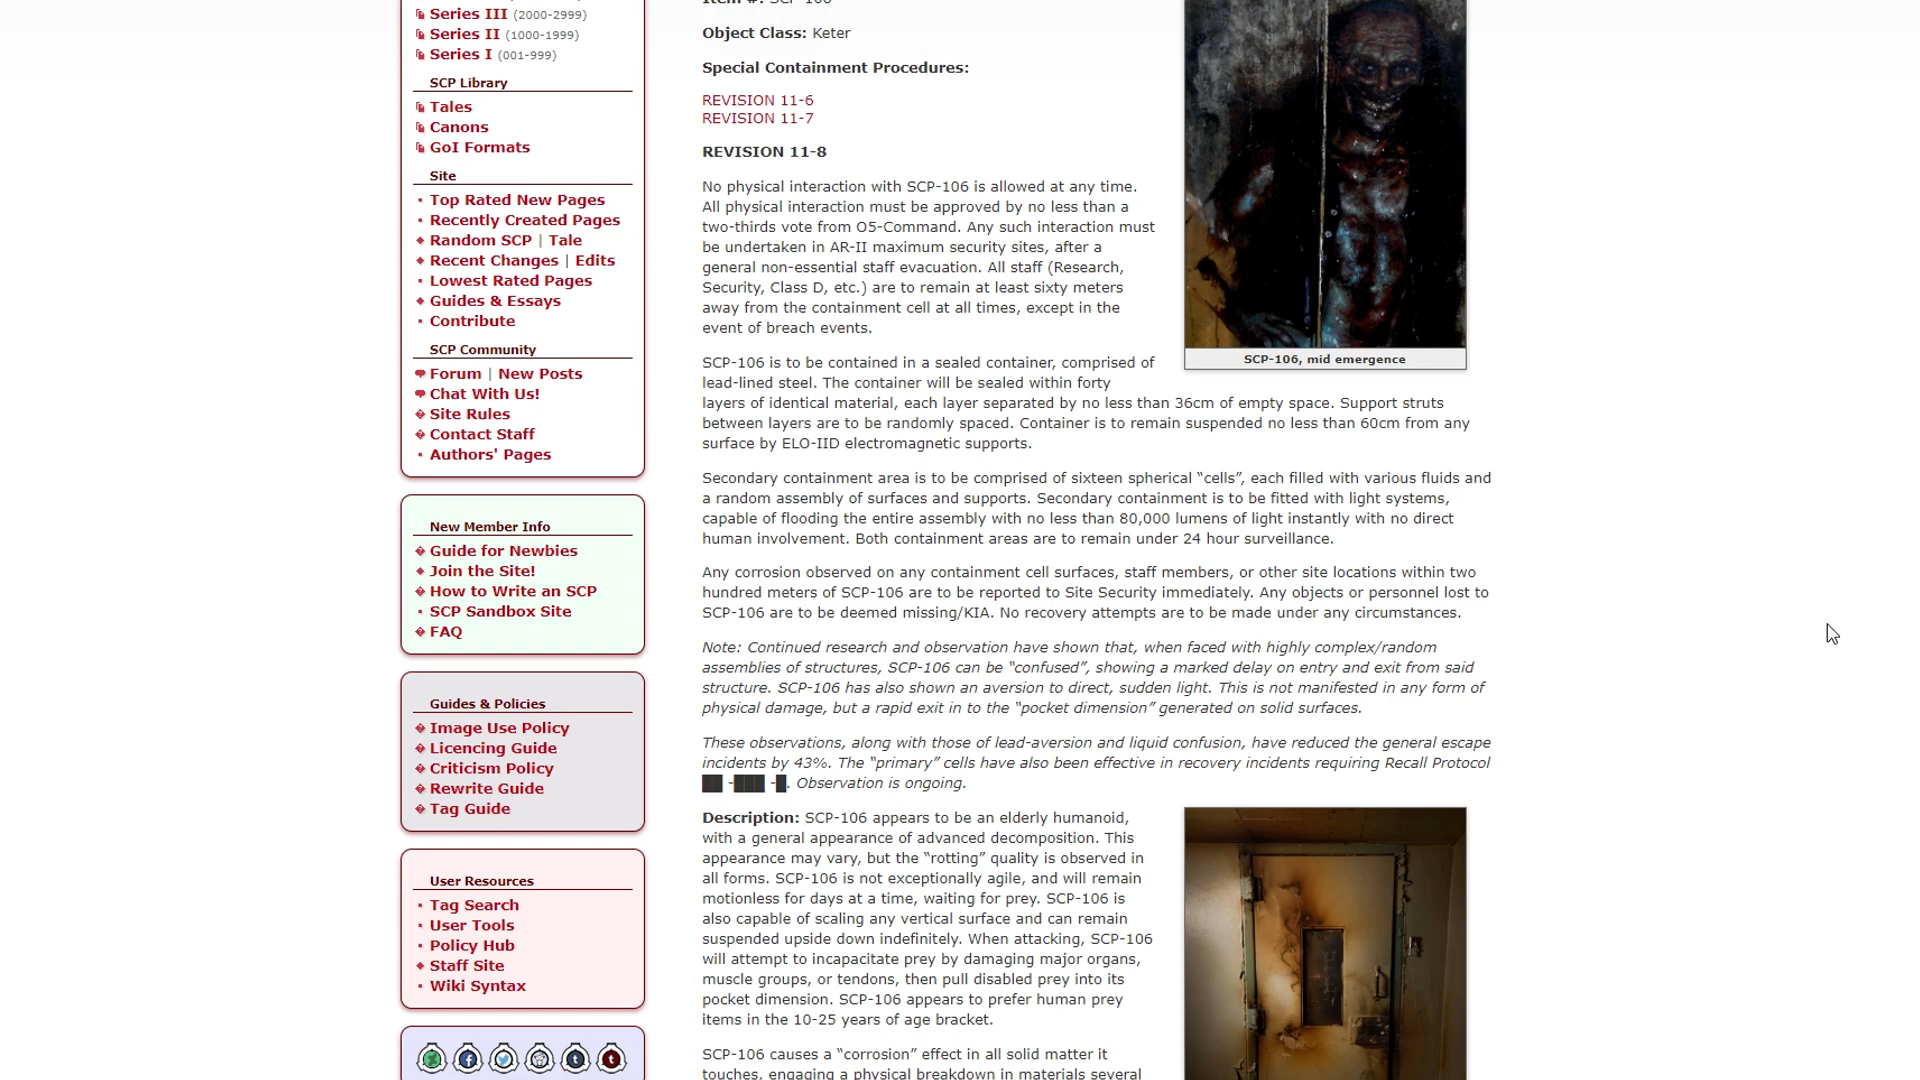 Series III (2000-2999)
Series II (1000-1999)
Series I (001-999)
SCP Library
Tales
Canons
GoI Formats
Site
Top Rated New Pages
Recently Created Pages
Random SCP | Tale
Recent Changes | Edits
Lowest Rated Pages
Guides & Essays
Contribute
SCP Community
Forum | New Posts
Chat With Us!
Site Rules
Contact Staff
Authors' Pages
New Member Info
Guide for Newbies
Join the Site!
How to Write an SCP
SCP Sandbox Site
FAQ
Guides & Policies
Image Use Policy
Licencing Guide
Criticism Policy
Rewrite Guide
Tag Guide
User Resources
Tag Search
User Tools
Policy Hub
Staff Site
Wiki Syntax
Item #: SCP-106
Object Class: Keter
Special Containment Procedures:
REVISION 11-6
REVISION 11-7
REVISION 11-8
No physical interaction with SCP-106 is allowed at any time.
All physical interaction must be approved by no less than a
two-thirds vote from O5-Command. Any such interaction must
be undertaken in AR-II maximum security sites, after a
general non-essential staff evacuation. All staff (Research,
Security, Class D, etc.) are to remain at least sixty meters
away from the containment cell at all times, except in the
event of breach events.
SCP-106, mid emergence
SCP-106 is to be contained in a sealed container, comprised of
lead-lined steel. The container will be sealed within forty
layers of identical material, each layer separated by no less than 36cm of empty space. Support struts
between layers are to be randomly spaced. Container is to remain suspended no less than 60cm from any
surface by ELO-IID electromagnetic supports.
Secondary containment area is to be comprised of sixteen spherical “cells”, each filled with various fluids and
a random assembly of surfaces and supports. Secondary containment is to be fitted with light systems,
capable of flooding the entire assembly with no less than 80,000 lumens of light instantly with no direct
human involvement. Both containment areas are to remain under 24 hour surveillance.
Any corrosion observed on any containment cell surfaces, staff members, or other site locations within two
hundred meters of SCP-106 are to be reported to Site Security immediately. Any objects or personnel lost to
SCP-106 are to be deemed missing/KIA. No recovery attempts are to be made under any circumstances.
Note: Continued research and observation have shown that, when faced with highly complex/random
assemblies of structures, SCP-106 can be “confused”, showing a marked delay on entry and exit from said
structure. SCP-106 has also shown an aversion to direct, sudden light. This is not manifested in any form of
physical damage, but a rapid exit in to the “pocket dimension” generated on solid surfaces.
These observations, along with those of lead-aversion and liquid confusion, have reduced the general escape
incidents by 43%. The “primary” cells have also been effective in recovery incidents requiring Recall Protocol
██ -███ -█. Observation is ongoing.
Description: SCP-106 appears to be an elderly humanoid,
with a general appearance of advanced decomposition. This
appearance may vary, but the “rotting” quality is observed in
all forms. SCP-106 is not exceptionally agile, and will remain
motionless for days at a time, waiting for prey. SCP-106 is
also capable of scaling any vertical surface and can remain
suspended upside down indefinitely. When attacking, SCP-106
will attempt to incapacitate prey by damaging major organs,
muscle groups, or tendons, then pull disabled prey into its
pocket dimension. SCP-106 appears to prefer human prey
items in the 10-25 years of age bracket.
SCP-106 causes a “corrosion” effect in all solid matter it
touches, engaging a physical breakdown in materials several